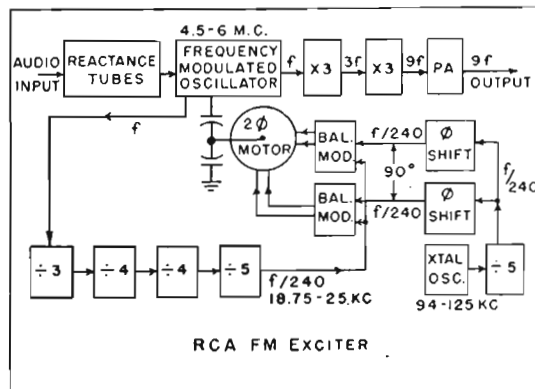 4.5-6 M.C.
AUDIO
INPUT
REACTANCE
TUBES
FREQUENCY
MODULATED
OSCILLATOR
f
X3
3f
X3
9f
PA
9f
OUTPUT
f
2Ø
MOTOR
BAL.
MOD.
f/240
Ø
SHIFT
90°
f/240
BAL.
MOD.
f/240
Ø
SHIFT
÷3
÷4
÷4
÷5
f/240
18.75-25 KC
XTAL
OSC.
÷5
94-125 KC
RCA FM EXCITER